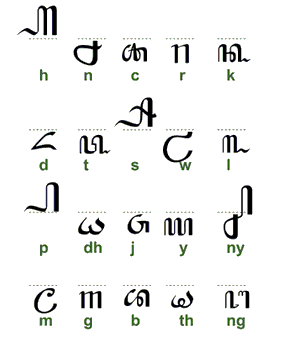 ꧀ꦲ ꧀ꦤ ꧀ꦕ ꧀ꦫ ꧀ꦏ
h n c r k
꧀ꦢ ꧀ꦠ ꧀ꦱ ꧀ꦮ ꧀ꦭ
d t s w l
꧀ꦥ ꧀ꦝ ꧀ꦗ ꧀ꦪ ꧀ꦚ
p dh j y ny
꧀ꦩ ꧀ꦒ ꧀ꦧ ꧀ꦛ ꧀ꦔ
m g b th ng